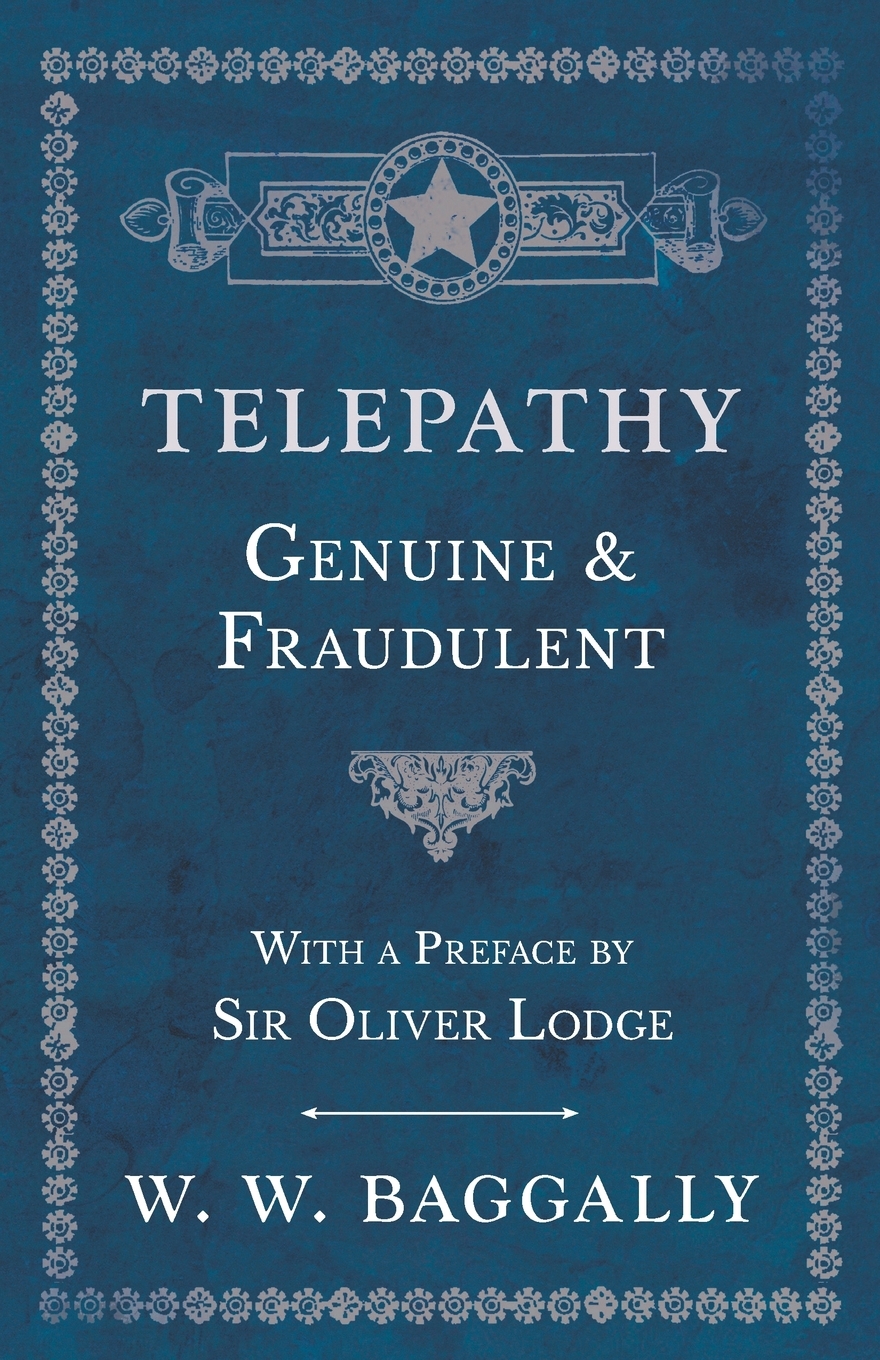 TELEPATHY
GENUINE &
FRAUDULENT
WITH A PREFACE BY
SIR OLIVER LODGE
W. W. BAGGALLY